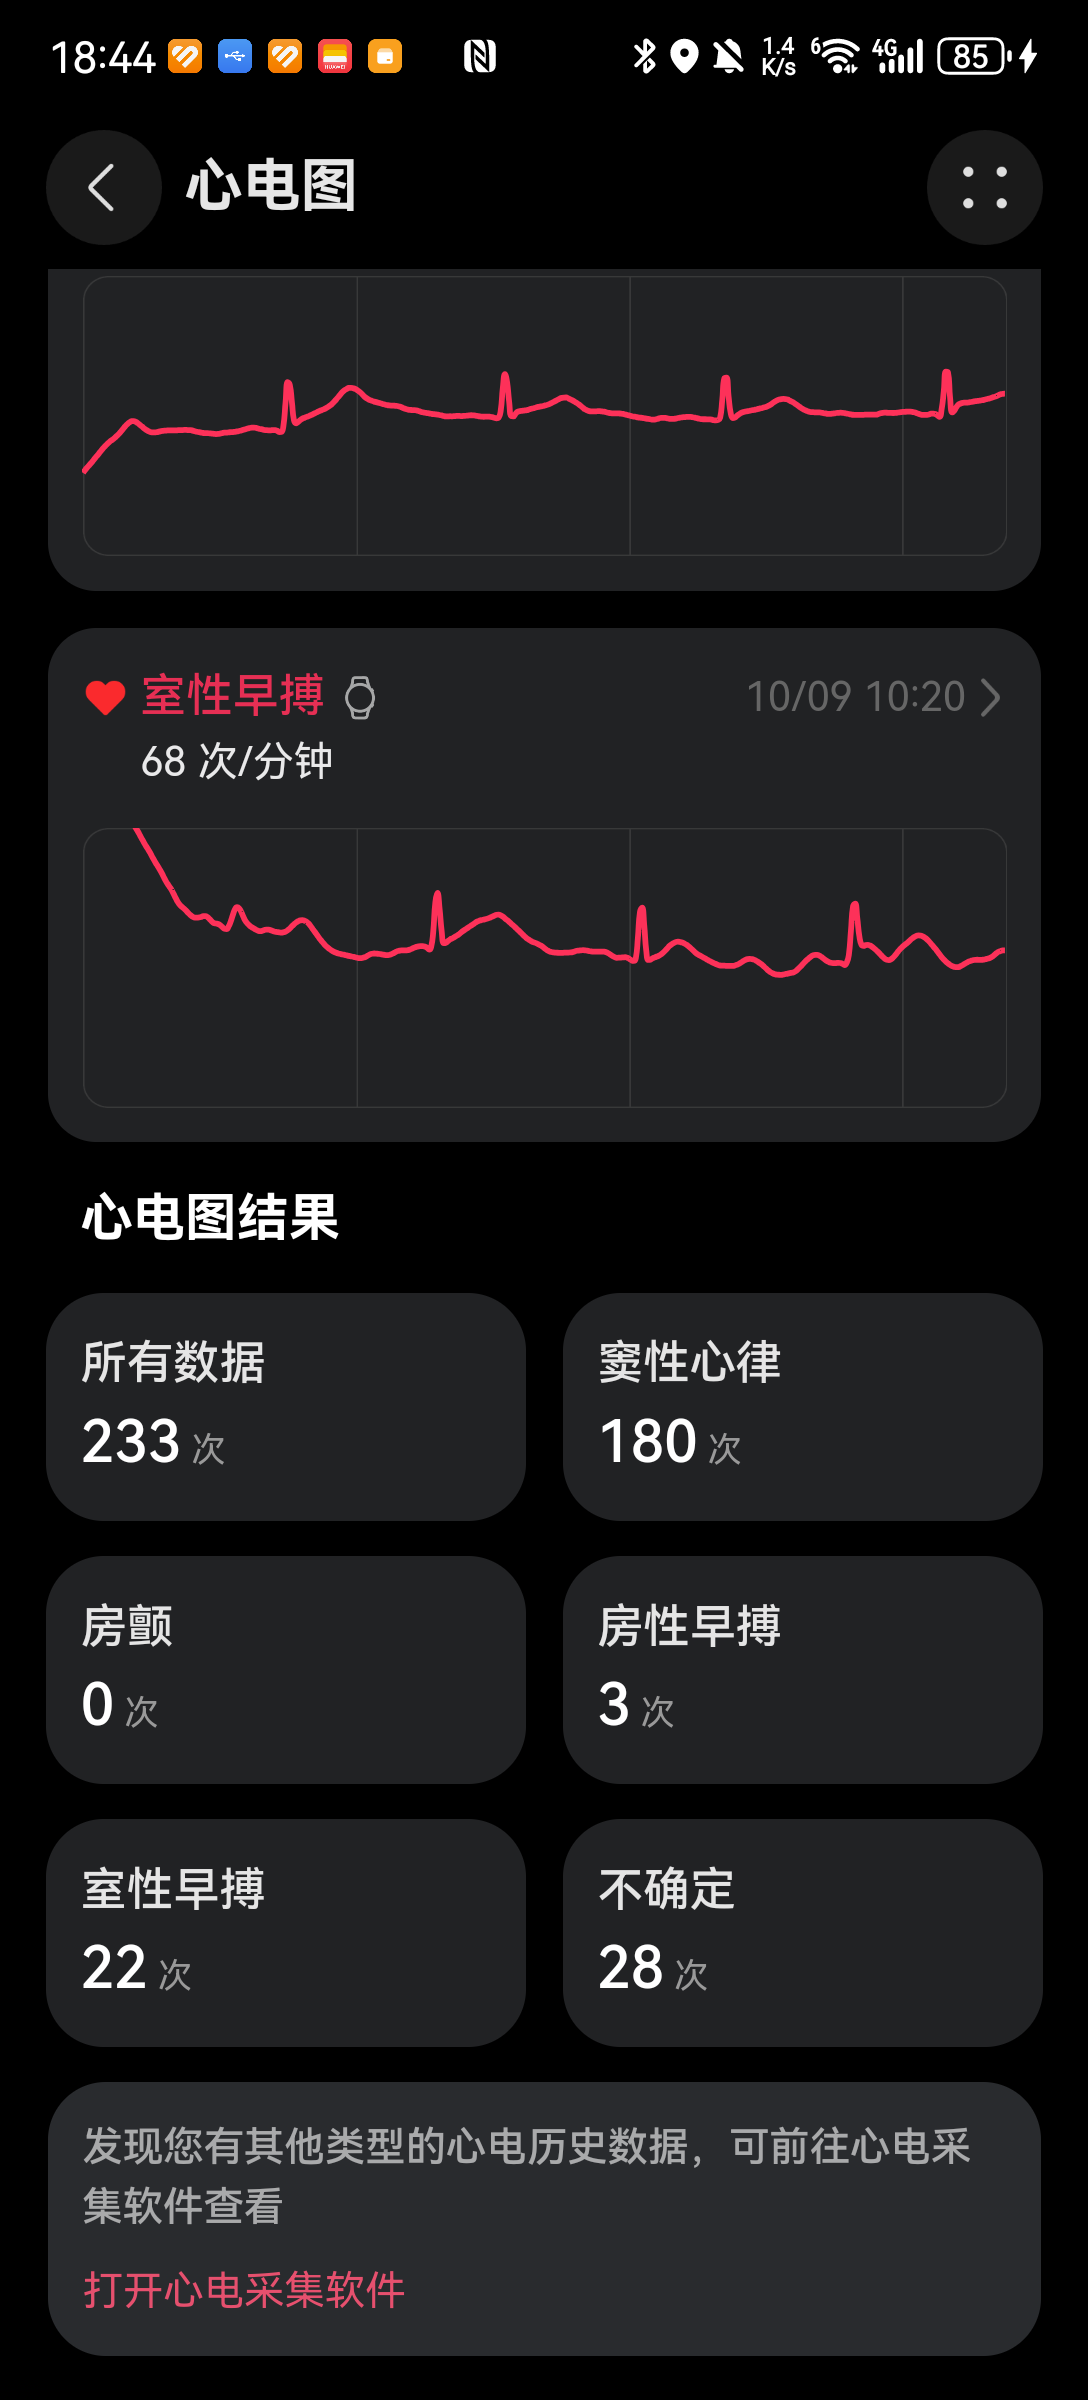 18:44
HUAWEI
1.4
K/s
6
4G
85
心电图
室性早搏
10/09 10:20
68 次/分钟
心电图结果
所有数据
233 次
窦性心律
180 次
房颤
0 次
房性早搏
3 次
室性早搏
22 次
不确定
28 次
发现您有其他类型的心电历史数据，可前往心电采
集软件查看
打开心电采集软件